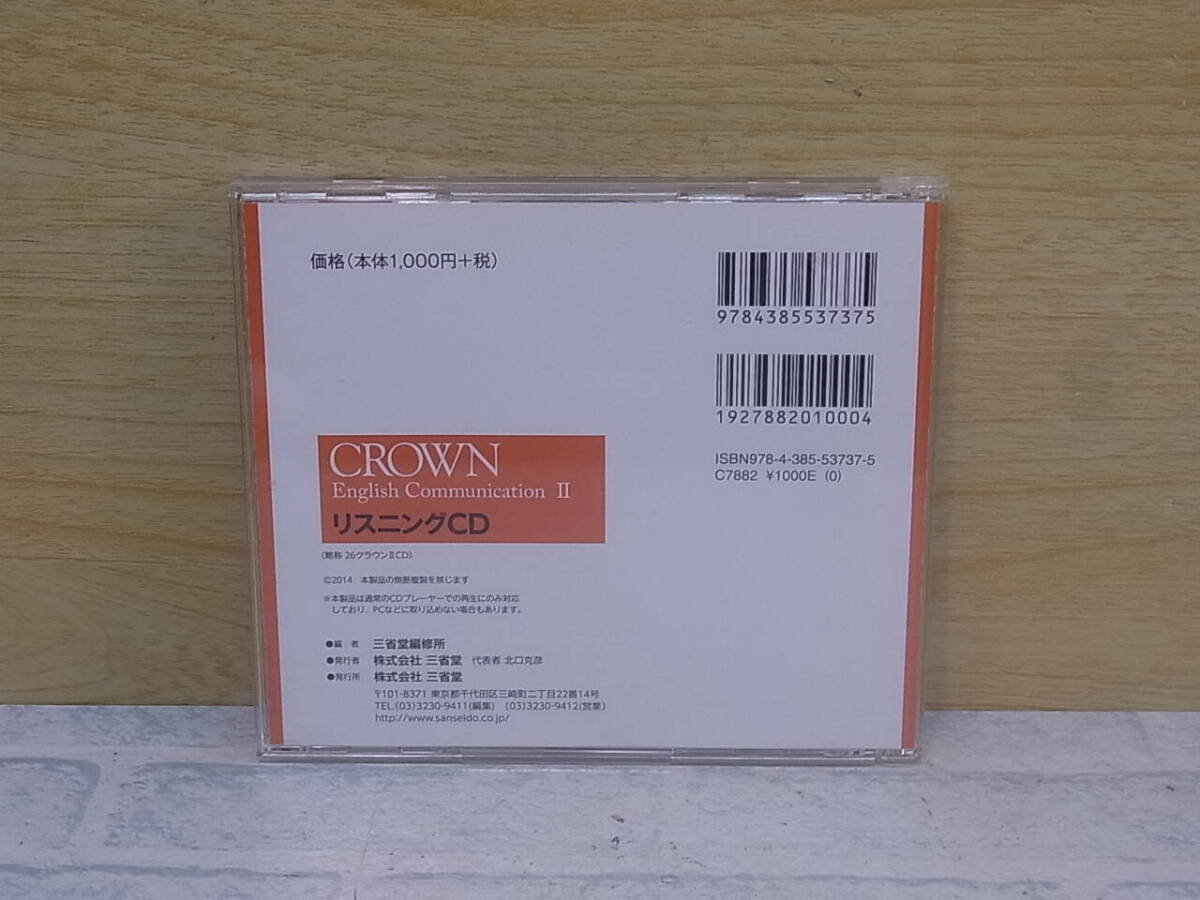 価格(本体1,000円+税)
9784385537375
1927882010004
ISBN978-4-385-53737-5
C7882 ¥1000E (0)
CROWN
English Communication Ⅱ
リスニングCD
(略称 26クラウンⅡCD)
©2014 本製品の無断複製を禁じます
※本製品は通常のCDプレーヤーでの再生にのみ対応
しており、PCなどに取り込めない場合もあります。
●編 者 三省堂編修所
●発行者 株式会社 三省堂 代表者 北口克彦
●発行所 株式会社 三省堂
〒101-8371 東京都千代田区三崎町二丁目22番14号
TEL.(03)3230-9411(編集) (03)3230-9412(営業)
http://www.sanseido.co.jp/